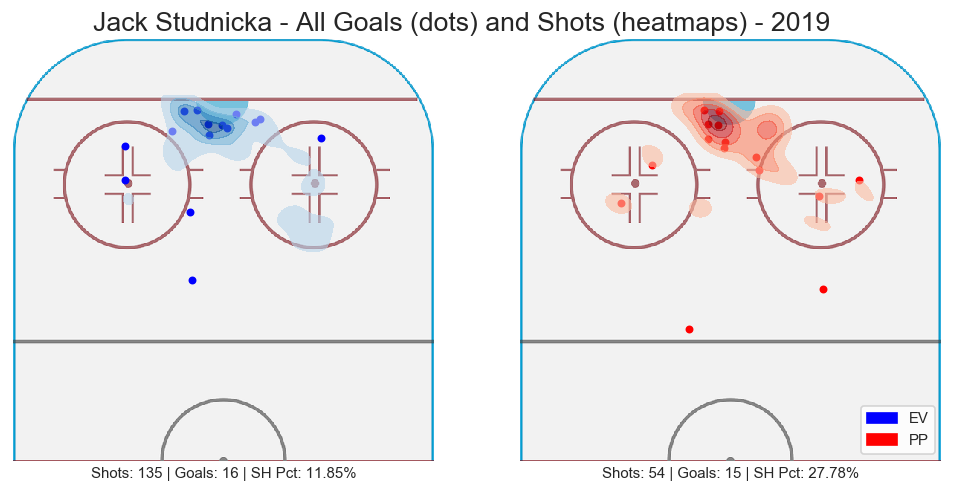 Jack Studnicka - All Goals (dots) and Shots (heatmaps) - 2019
EV
PP
Shots: 135 | Goals: 16 | SH Pct: 11.85%
Shots: 54 | Goals: 15 | SH Pct: 27.78%